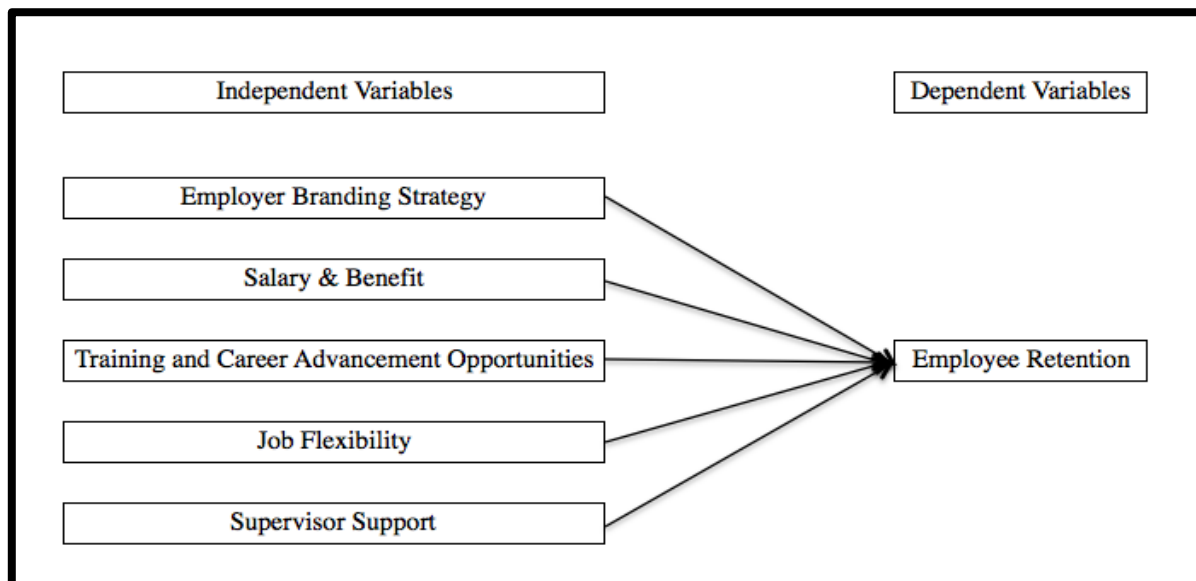 Independent Variables
Dependent Variables
Employer Branding Strategy
Salary & Benefit
Training and Career Advancement Opportunities
Employee Retention
Job Flexibility
Supervisor Support